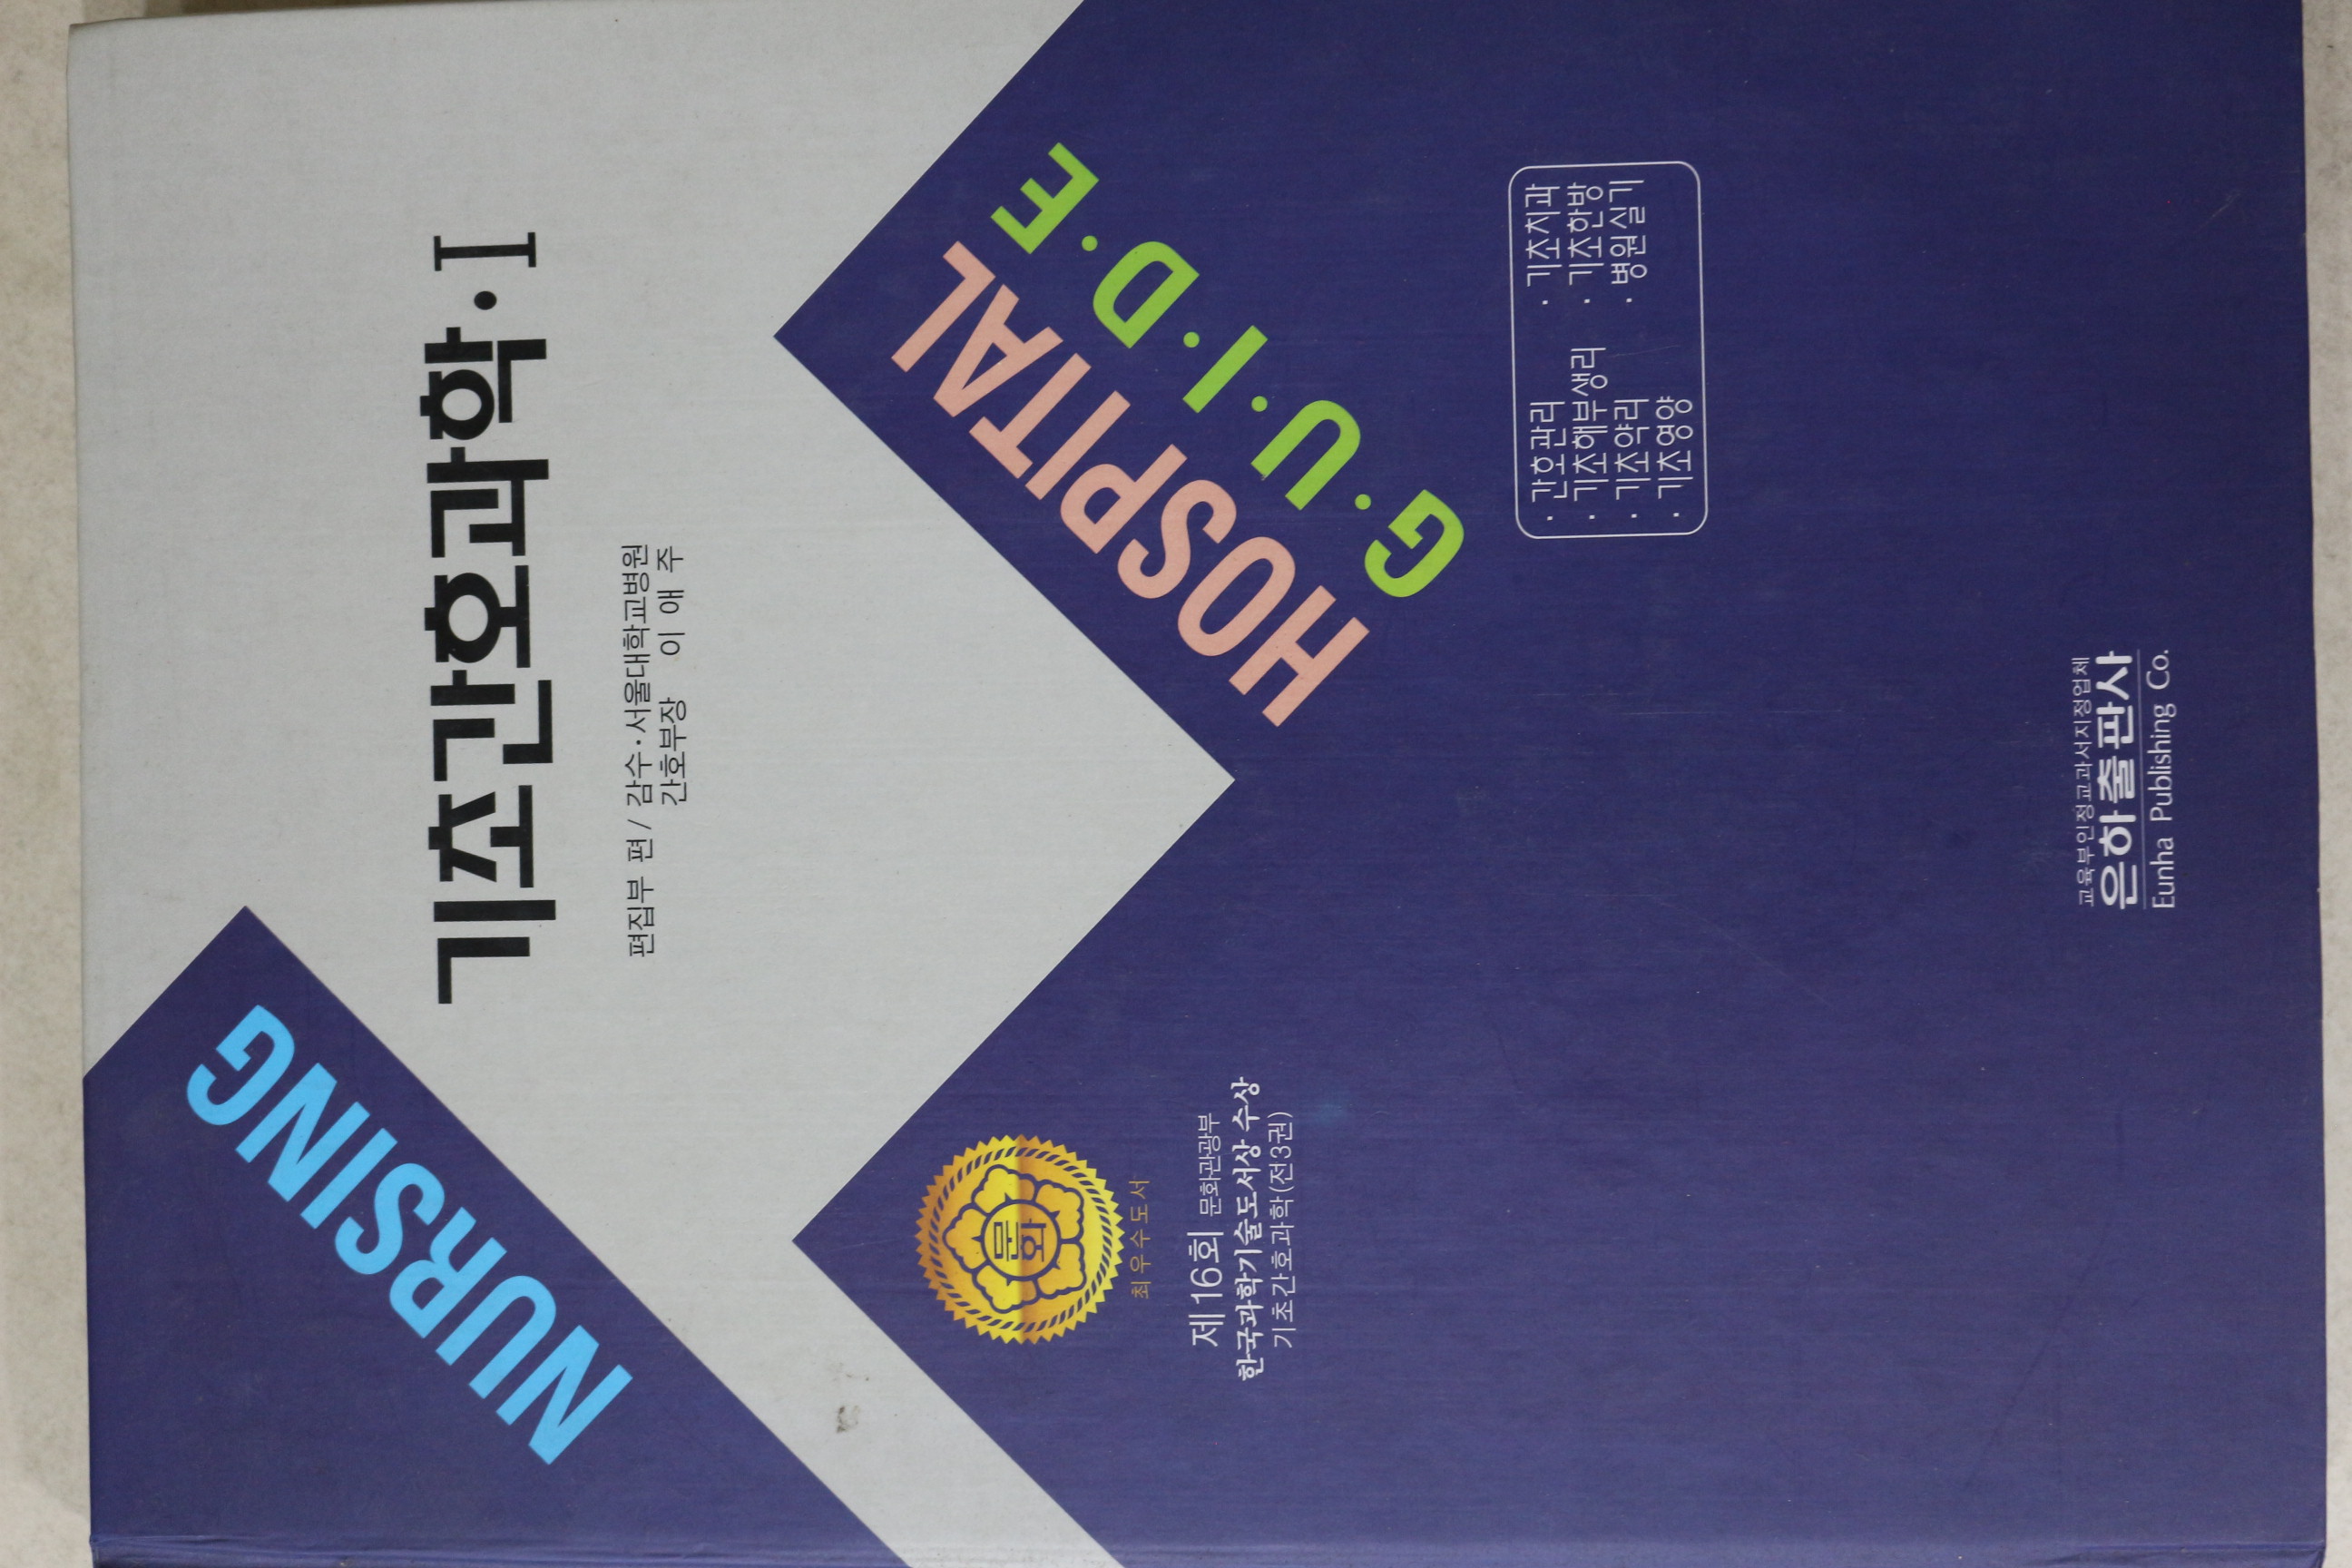 NURSING
기초간호과학·I
편집부 편 / 감수·서울대학교병원
간호부장 이 애 주
HOSPITAL
G·U·I·D·E
문화
최우수도서
제16회 문화관광부
한국과학기술도서상 수상
기초간호과학(전3권)
· 간호관리 · 기초치과
· 기초해부생리 · 기초한방
· 기초약리 · 병원실기
· 기초영양
교육부인정교과서지정업체
은하출판사
Eunha Publishing Co.